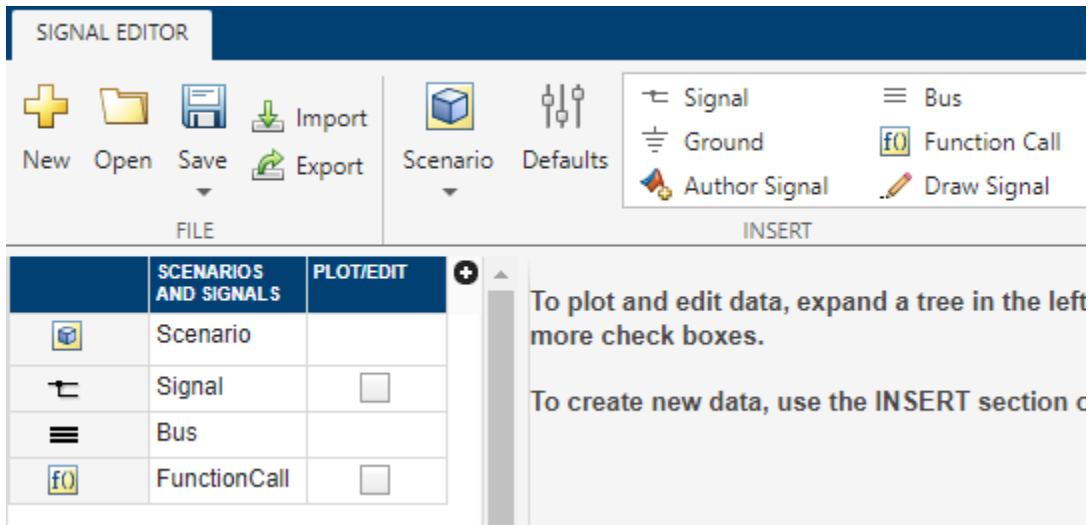 SIGNAL EDITOR
New
Open
Save
Import
Export
FILE
Scenario
Defaults
Signal
Bus
Ground
f() Function Call
Author Signal
Draw Signal
INSERT
SCENARIOS
AND SIGNALS
PLOT/EDIT
Scenario
Signal
Bus
f() FunctionCall
To plot and edit data, expand a tree in the left
more check boxes.
To create new data, use the INSERT section